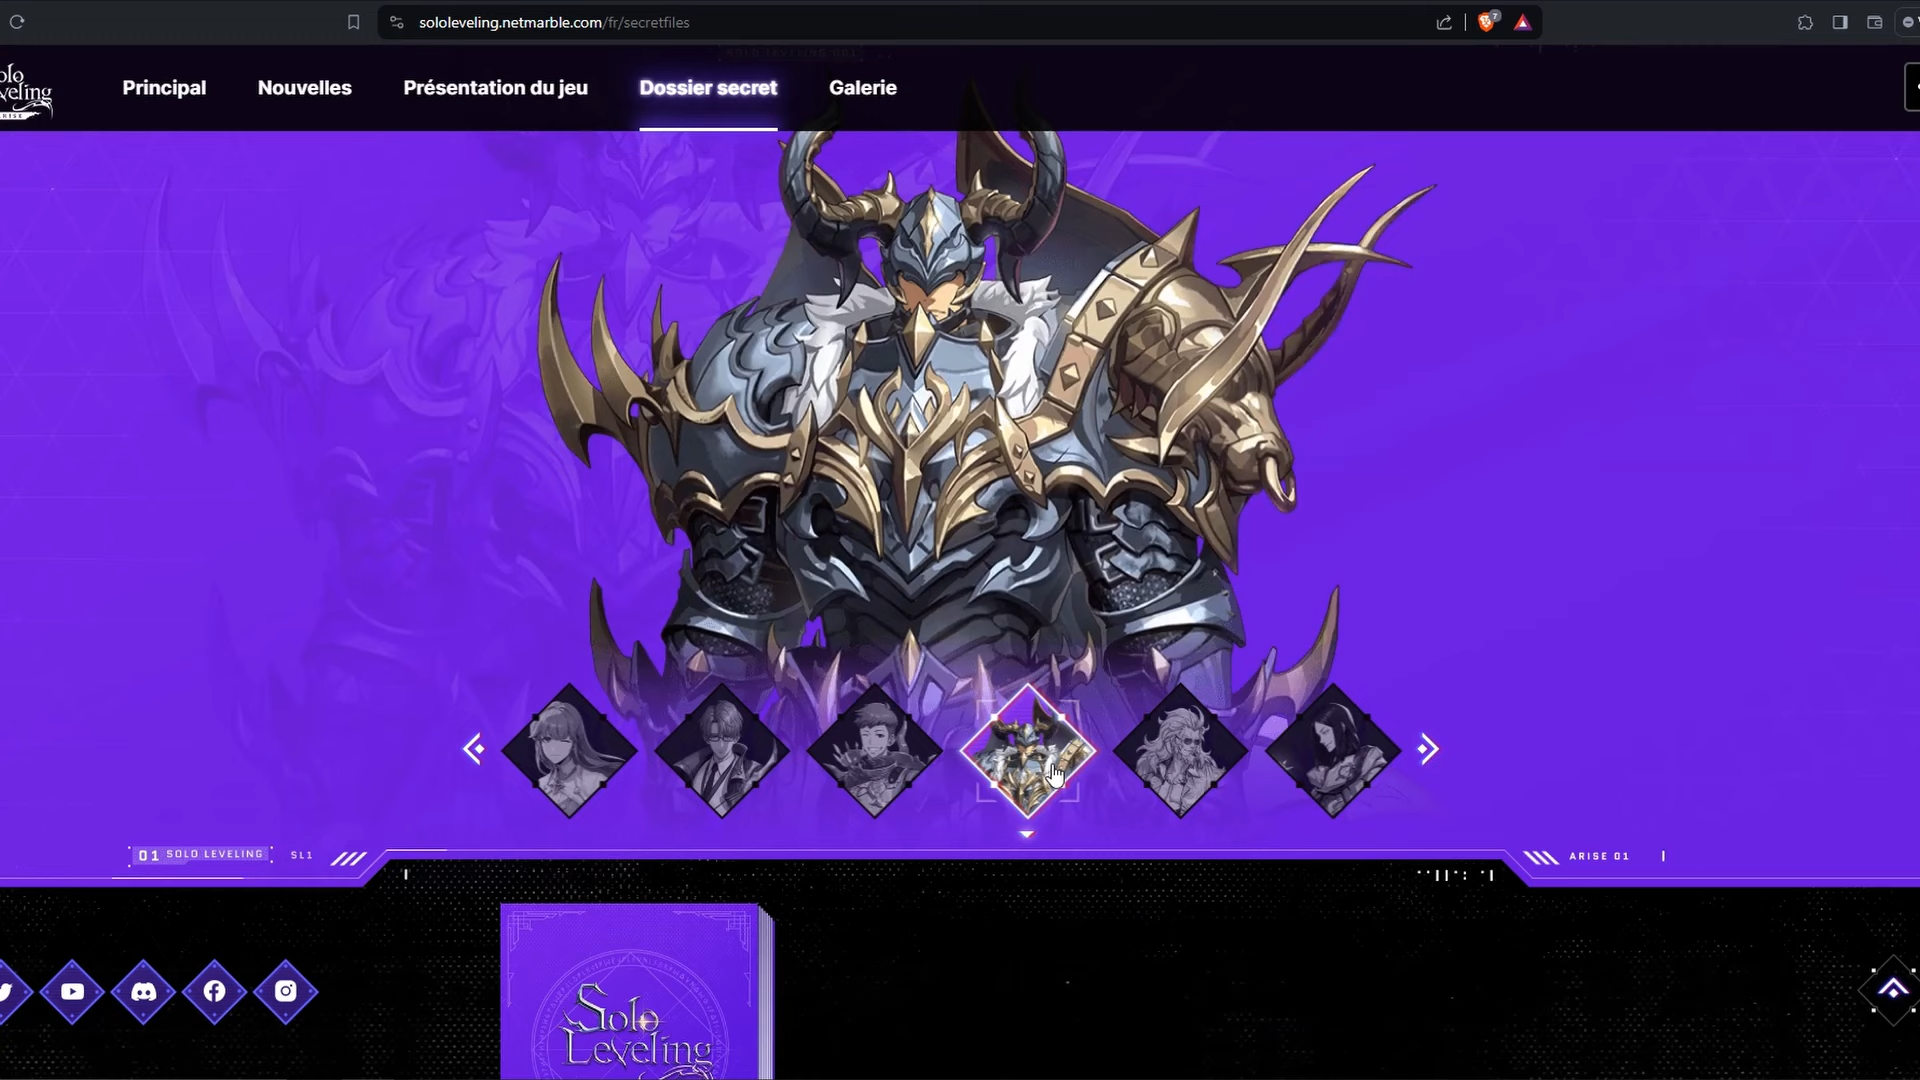 sololeveling.netmarble.com/fr/secretfiles
7
Principal
Nouvelles
Présentation du jeu
Dossier secret
Galerie
01 SOLO LEVELING
SL1
ARISE 01
Solo
Leveling